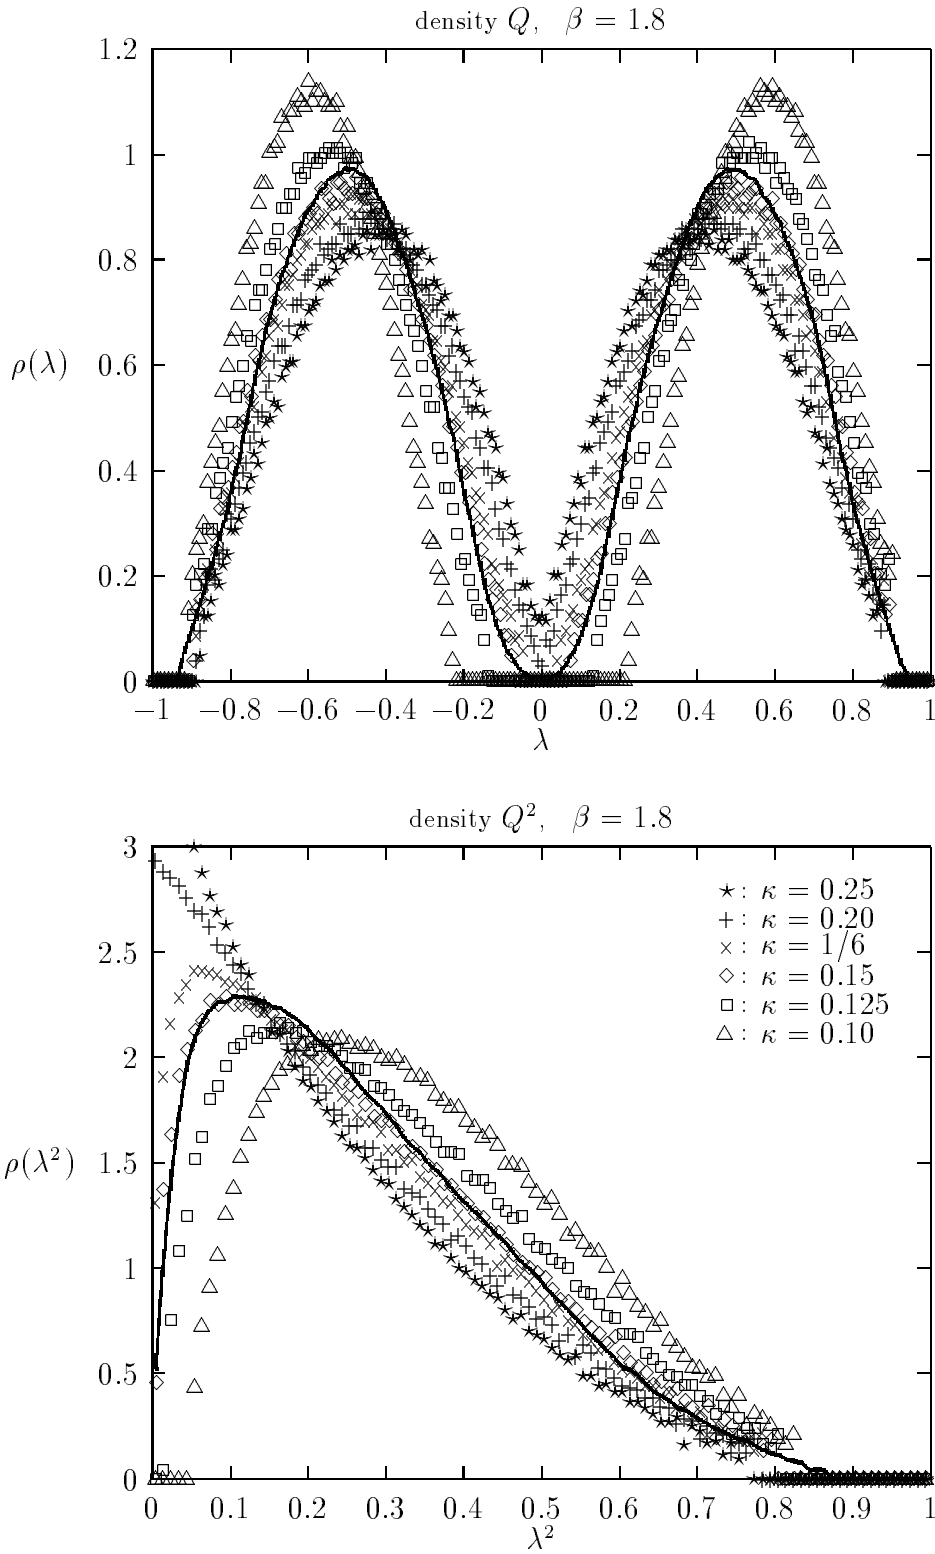 density Q, β = 1.8
1.2
1
0.8
0.6
0.4
0.2
0
ρ(λ)
−1 −0.8 −0.6 −0.4 −0.2 0 0.2 0.4 0.6 0.8 1
λ
density Q², β = 1.8
3
2.5
2
1.5
1
0.5
0
ρ(λ²)
⋆ : κ = 0.25
+ : κ = 0.20
× : κ = 1/6
◇ : κ = 0.15
□ : κ = 0.125
△ : κ = 0.10
0 0.1 0.2 0.3 0.4 0.5 0.6 0.7 0.8 0.9 1
λ²